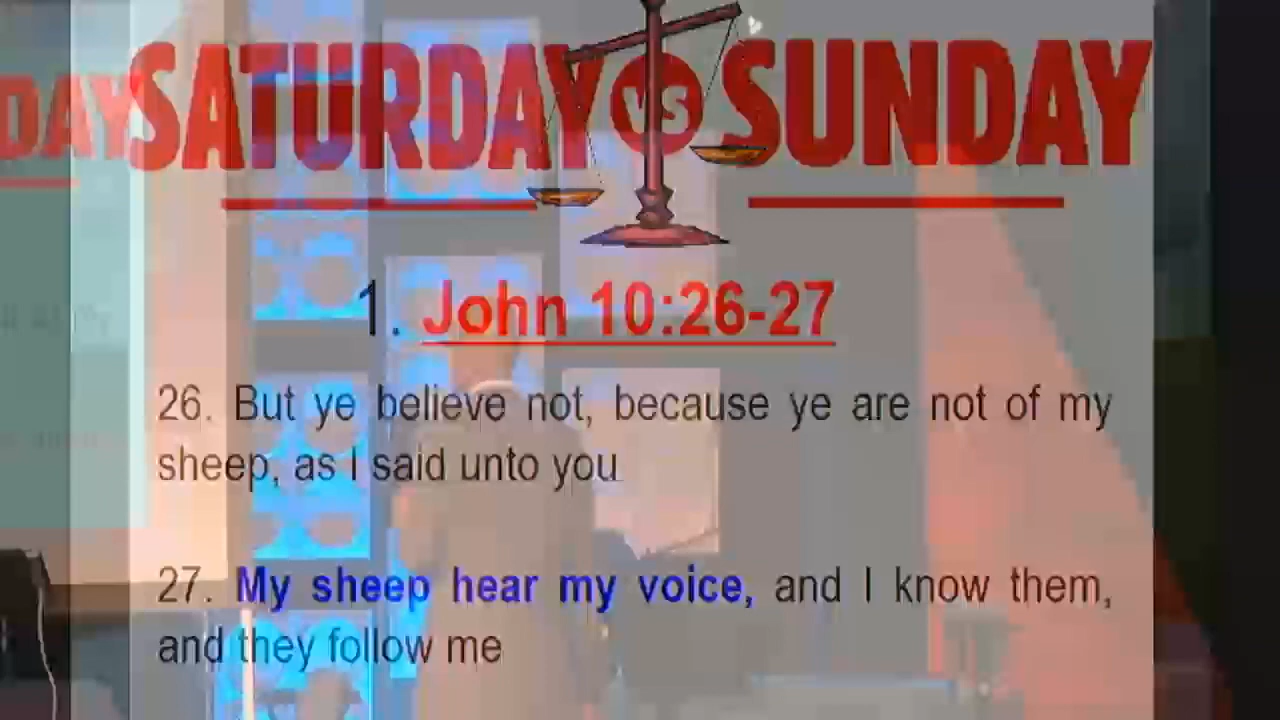 DAY
SATURDAY VS SUNDAY
1. John 10:26-27
26. But ye believe not, because ye are not of my
sheep, as I said unto you
27. My sheep hear my voice, and I know them,
and they follow me